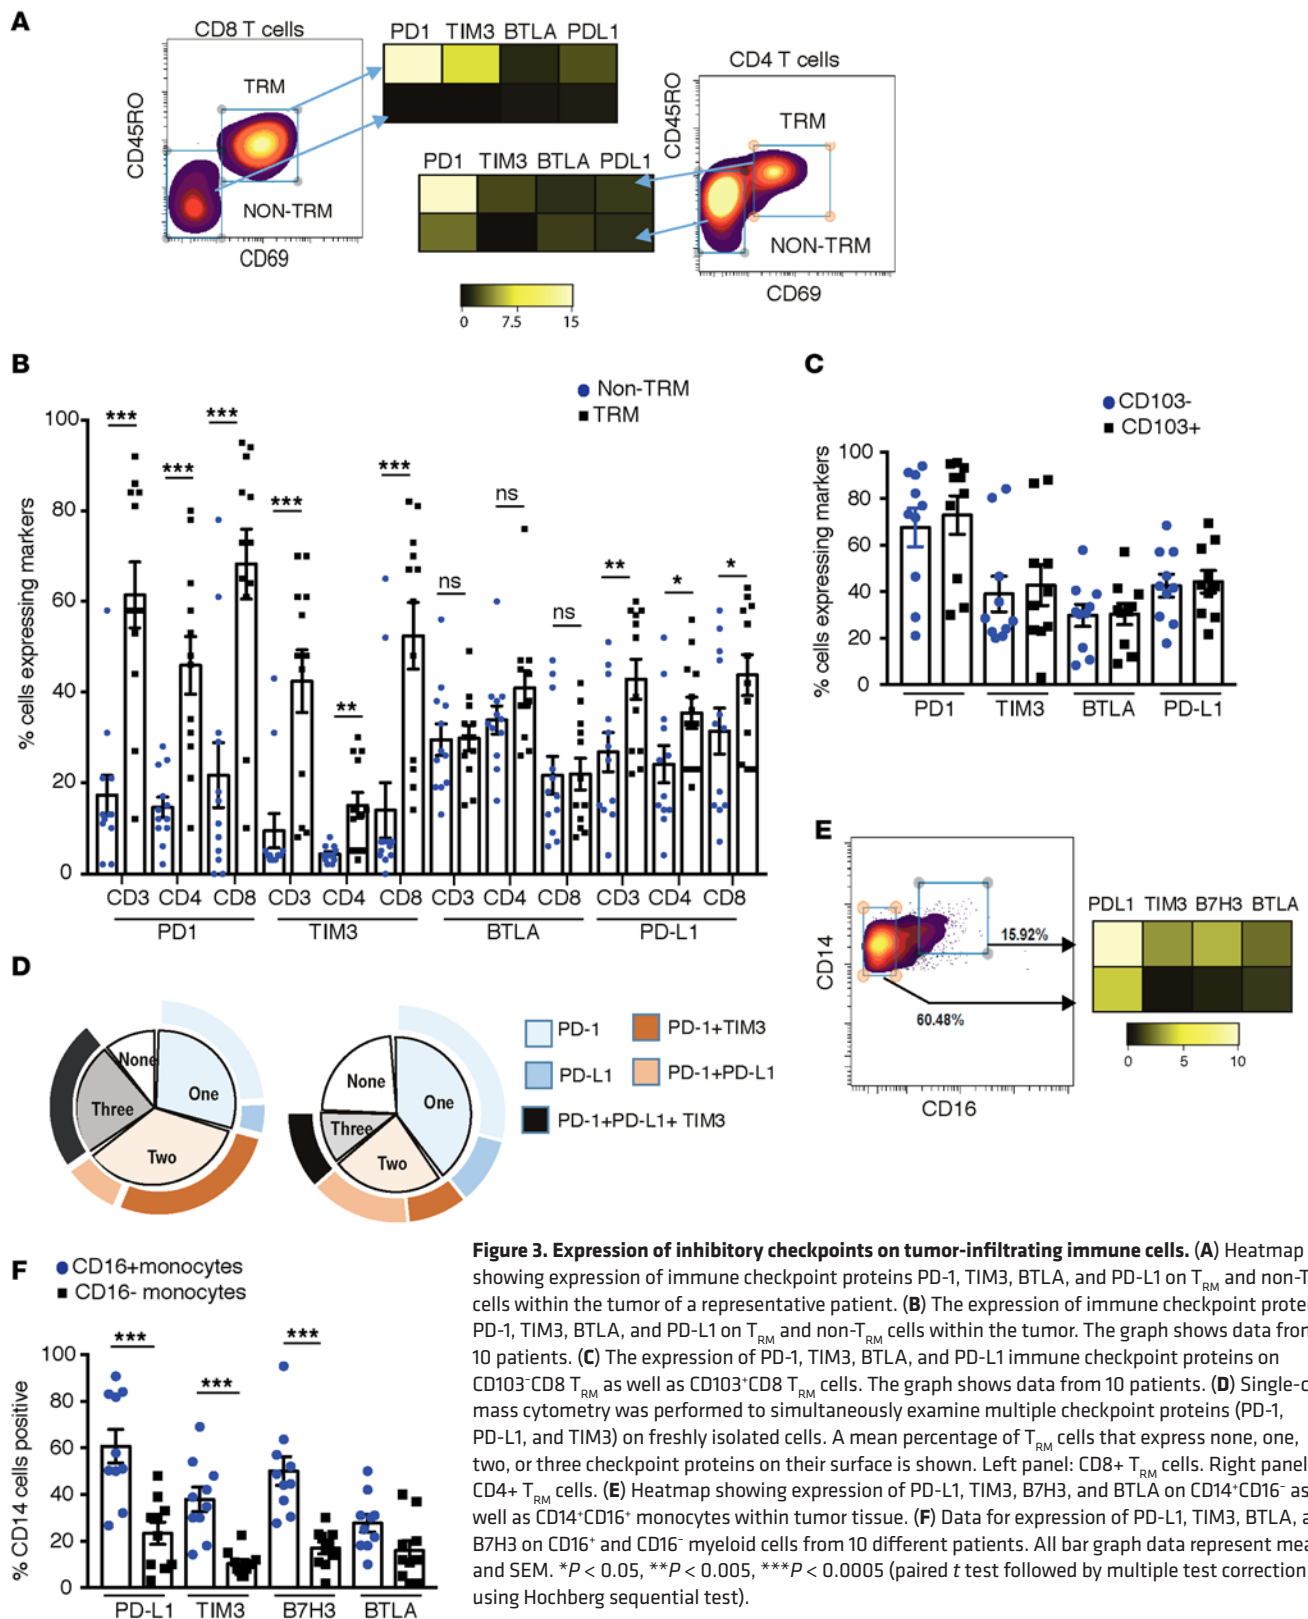 A
CD8 T cells
PD1 TIM3 BTLA PDL1
CD45RO
TRM
NON-TRM
CD69
CD4 T cells
CD45RO
TRM
NON-TRM
CD69
PD1 TIM3 BTLA PDL1
0 7.5 15
B
Non-TRM
TRM
% cells expressing markers
100
80
60
40
20
0
*** *** *** *** ** *** ns ns ns ** * *
CD3 CD4 CD8 CD3 CD4 CD8 CD3 CD4 CD8 CD3 CD4 CD8
PD1 TIM3 BTLA PD-L1
C
CD103-
CD103+
% cells expressing markers
100
80
60
40
20
0
PD1 TIM3 BTLA PD-L1
D
None One Two Three
None One Two Three
PD-1 PD-1+TIM3
PD-L1 PD-1+PD-L1
PD-1+PD-L1+ TIM3
E
CD14
CD16
15.92%
60.48%
PDL1 TIM3 B7H3 BTLA
0 5 10
F
CD16+monocytes
CD16- monocytes
% CD14 cells positive
100
80
60
40
20
0
*** *** ***
PD-L1 TIM3 B7H3 BTLA
Figure 3. Expression of inhibitory checkpoints on tumor-infiltrating immune cells. (A) Heatmap
showing expression of immune checkpoint proteins PD-1, TIM3, BTLA, and PD-L1 on TRM and non-T
cells within the tumor of a representative patient. (B) The expression of immune checkpoint protei
PD-1, TIM3, BTLA, and PD-L1 on TRM and non-TRM cells within the tumor. The graph shows data from
10 patients. (C) The expression of PD-1, TIM3, BTLA, and PD-L1 immune checkpoint proteins on
CD103⁻CD8 TRM as well as CD103⁺CD8 TRM cells. The graph shows data from 10 patients. (D) Single-c
mass cytometry was performed to simultaneously examine multiple checkpoint proteins (PD-1,
PD-L1, and TIM3) on freshly isolated cells. A mean percentage of TRM cells that express none, one,
two, or three checkpoint proteins on their surface is shown. Left panel: CD8+ TRM cells. Right panel
CD4+ TRM cells. (E) Heatmap showing expression of PD-L1, TIM3, B7H3, and BTLA on CD14⁺CD16⁻ as
well as CD14⁺CD16⁺ monocytes within tumor tissue. (F) Data for expression of PD-L1, TIM3, BTLA, a
B7H3 on CD16⁺ and CD16⁻ myeloid cells from 10 different patients. All bar graph data represent mea
and SEM. *P < 0.05, **P < 0.005, ***P < 0.0005 (paired t test followed by multiple test correction
using Hochberg sequential test).